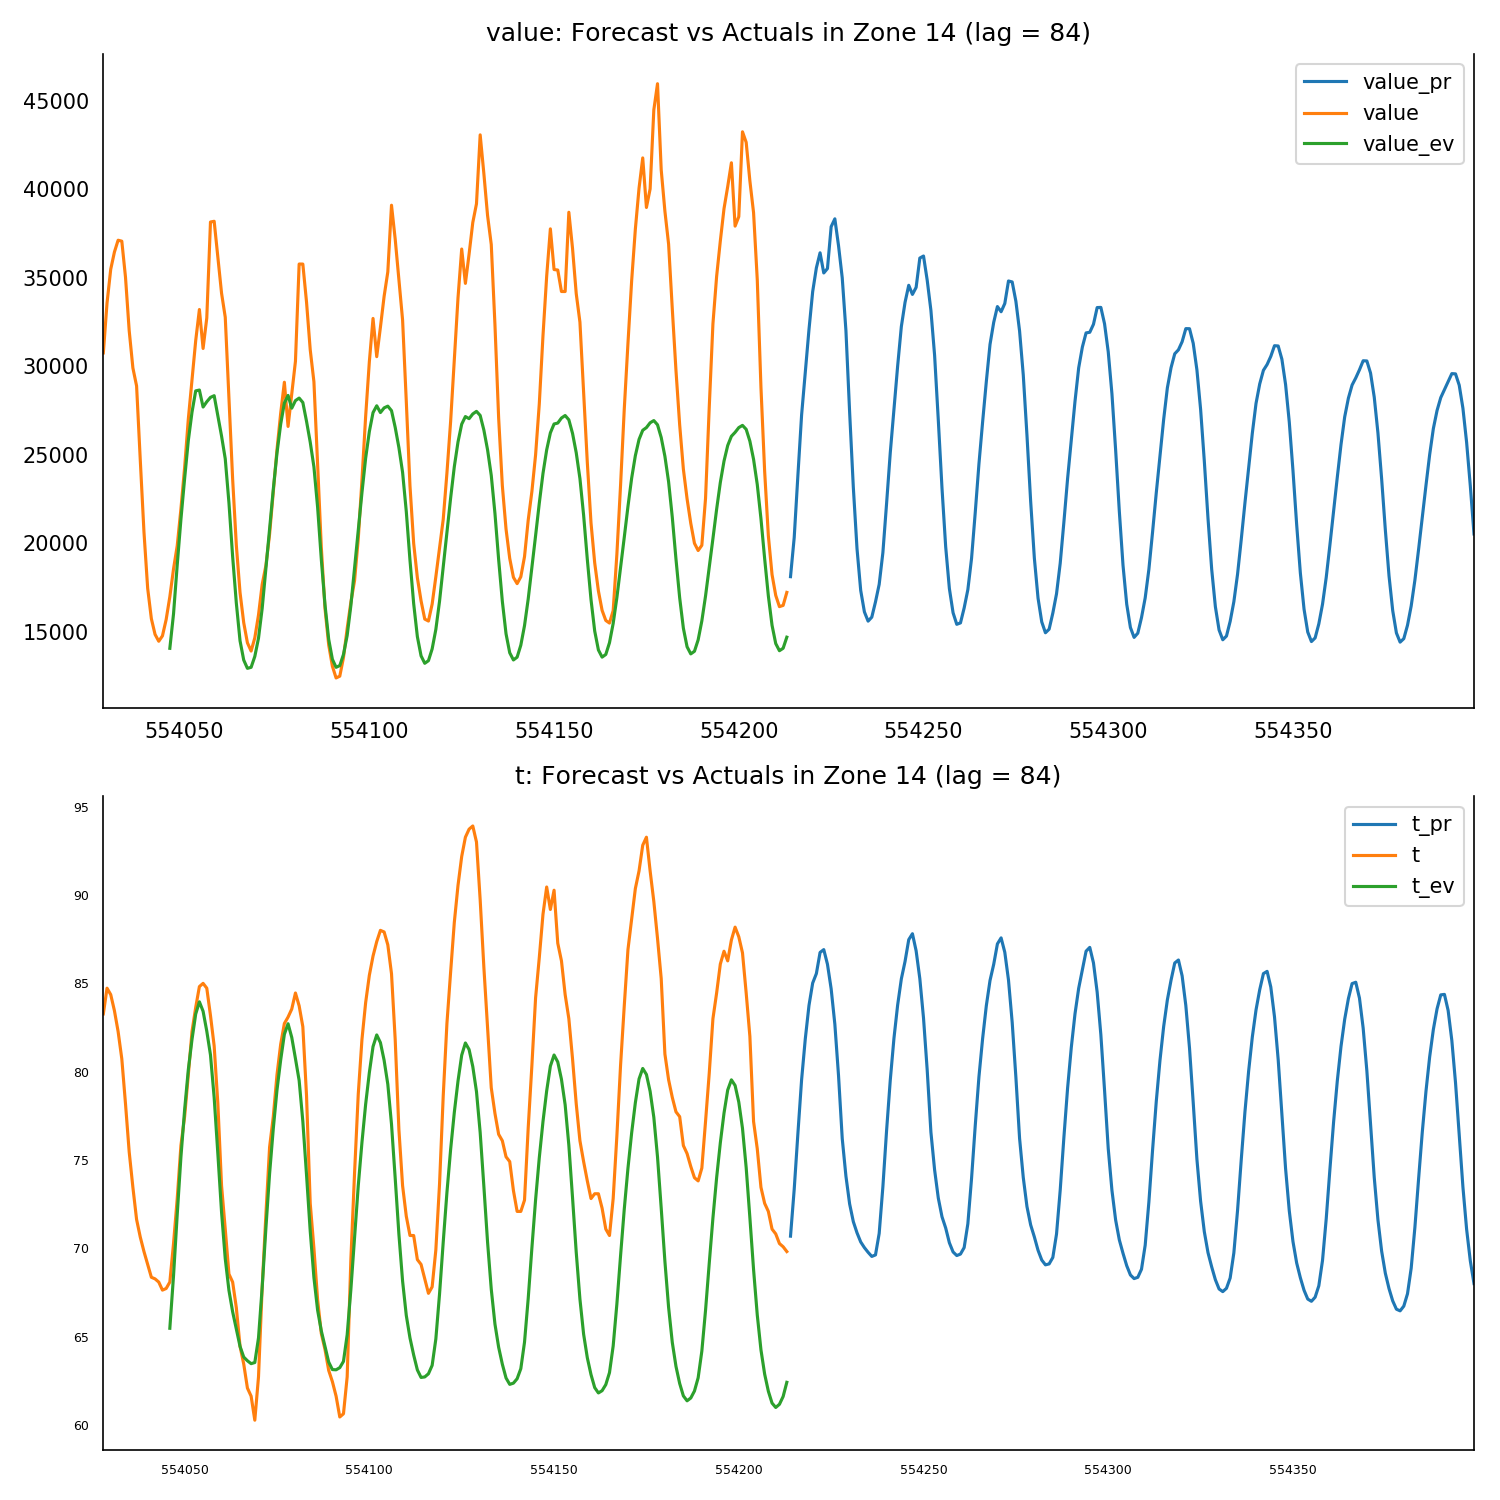 value: Forecast vs Actuals in Zone 14 (lag = 84)
45000
40000
35000
30000
25000
20000
15000
value_pr
value
value_ev
554050 554100 554150 554200 554250 554300 554350
t: Forecast vs Actuals in Zone 14 (lag = 84)
95
90
85
80
75
70
65
60
t_pr
t
t_ev
554050 554100 554150 554200 554250 554300 554350